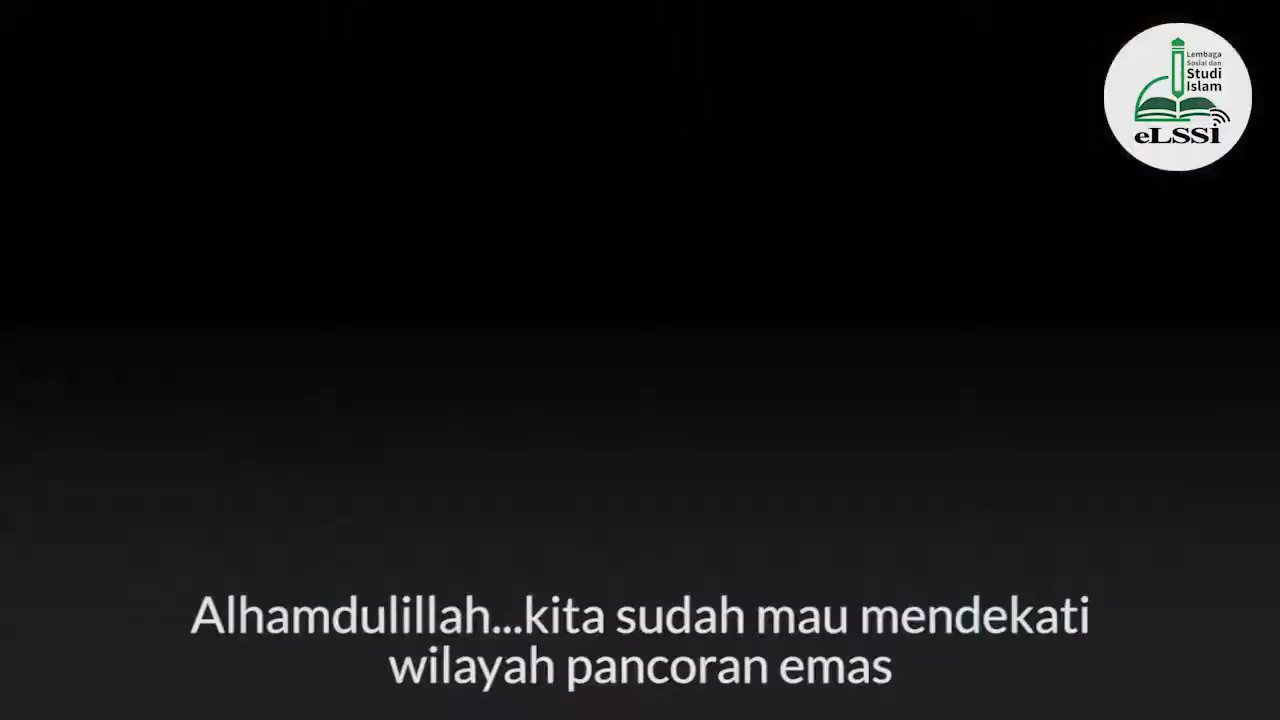 Lembaga
Sosial dan
Studi
Islam
eLSSi
Alhamdulillah...kita sudah mau mendekati
wilayah pancoran emas